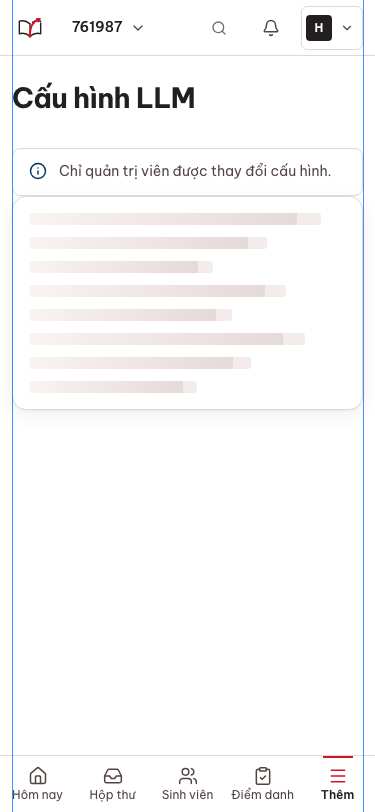 761987
H
Cấu hình LLM
Chỉ quản trị viên được thay đổi cấu hình.
Hôm nay
Hộp thư
Sinh viên
Điểm danh
Thêm